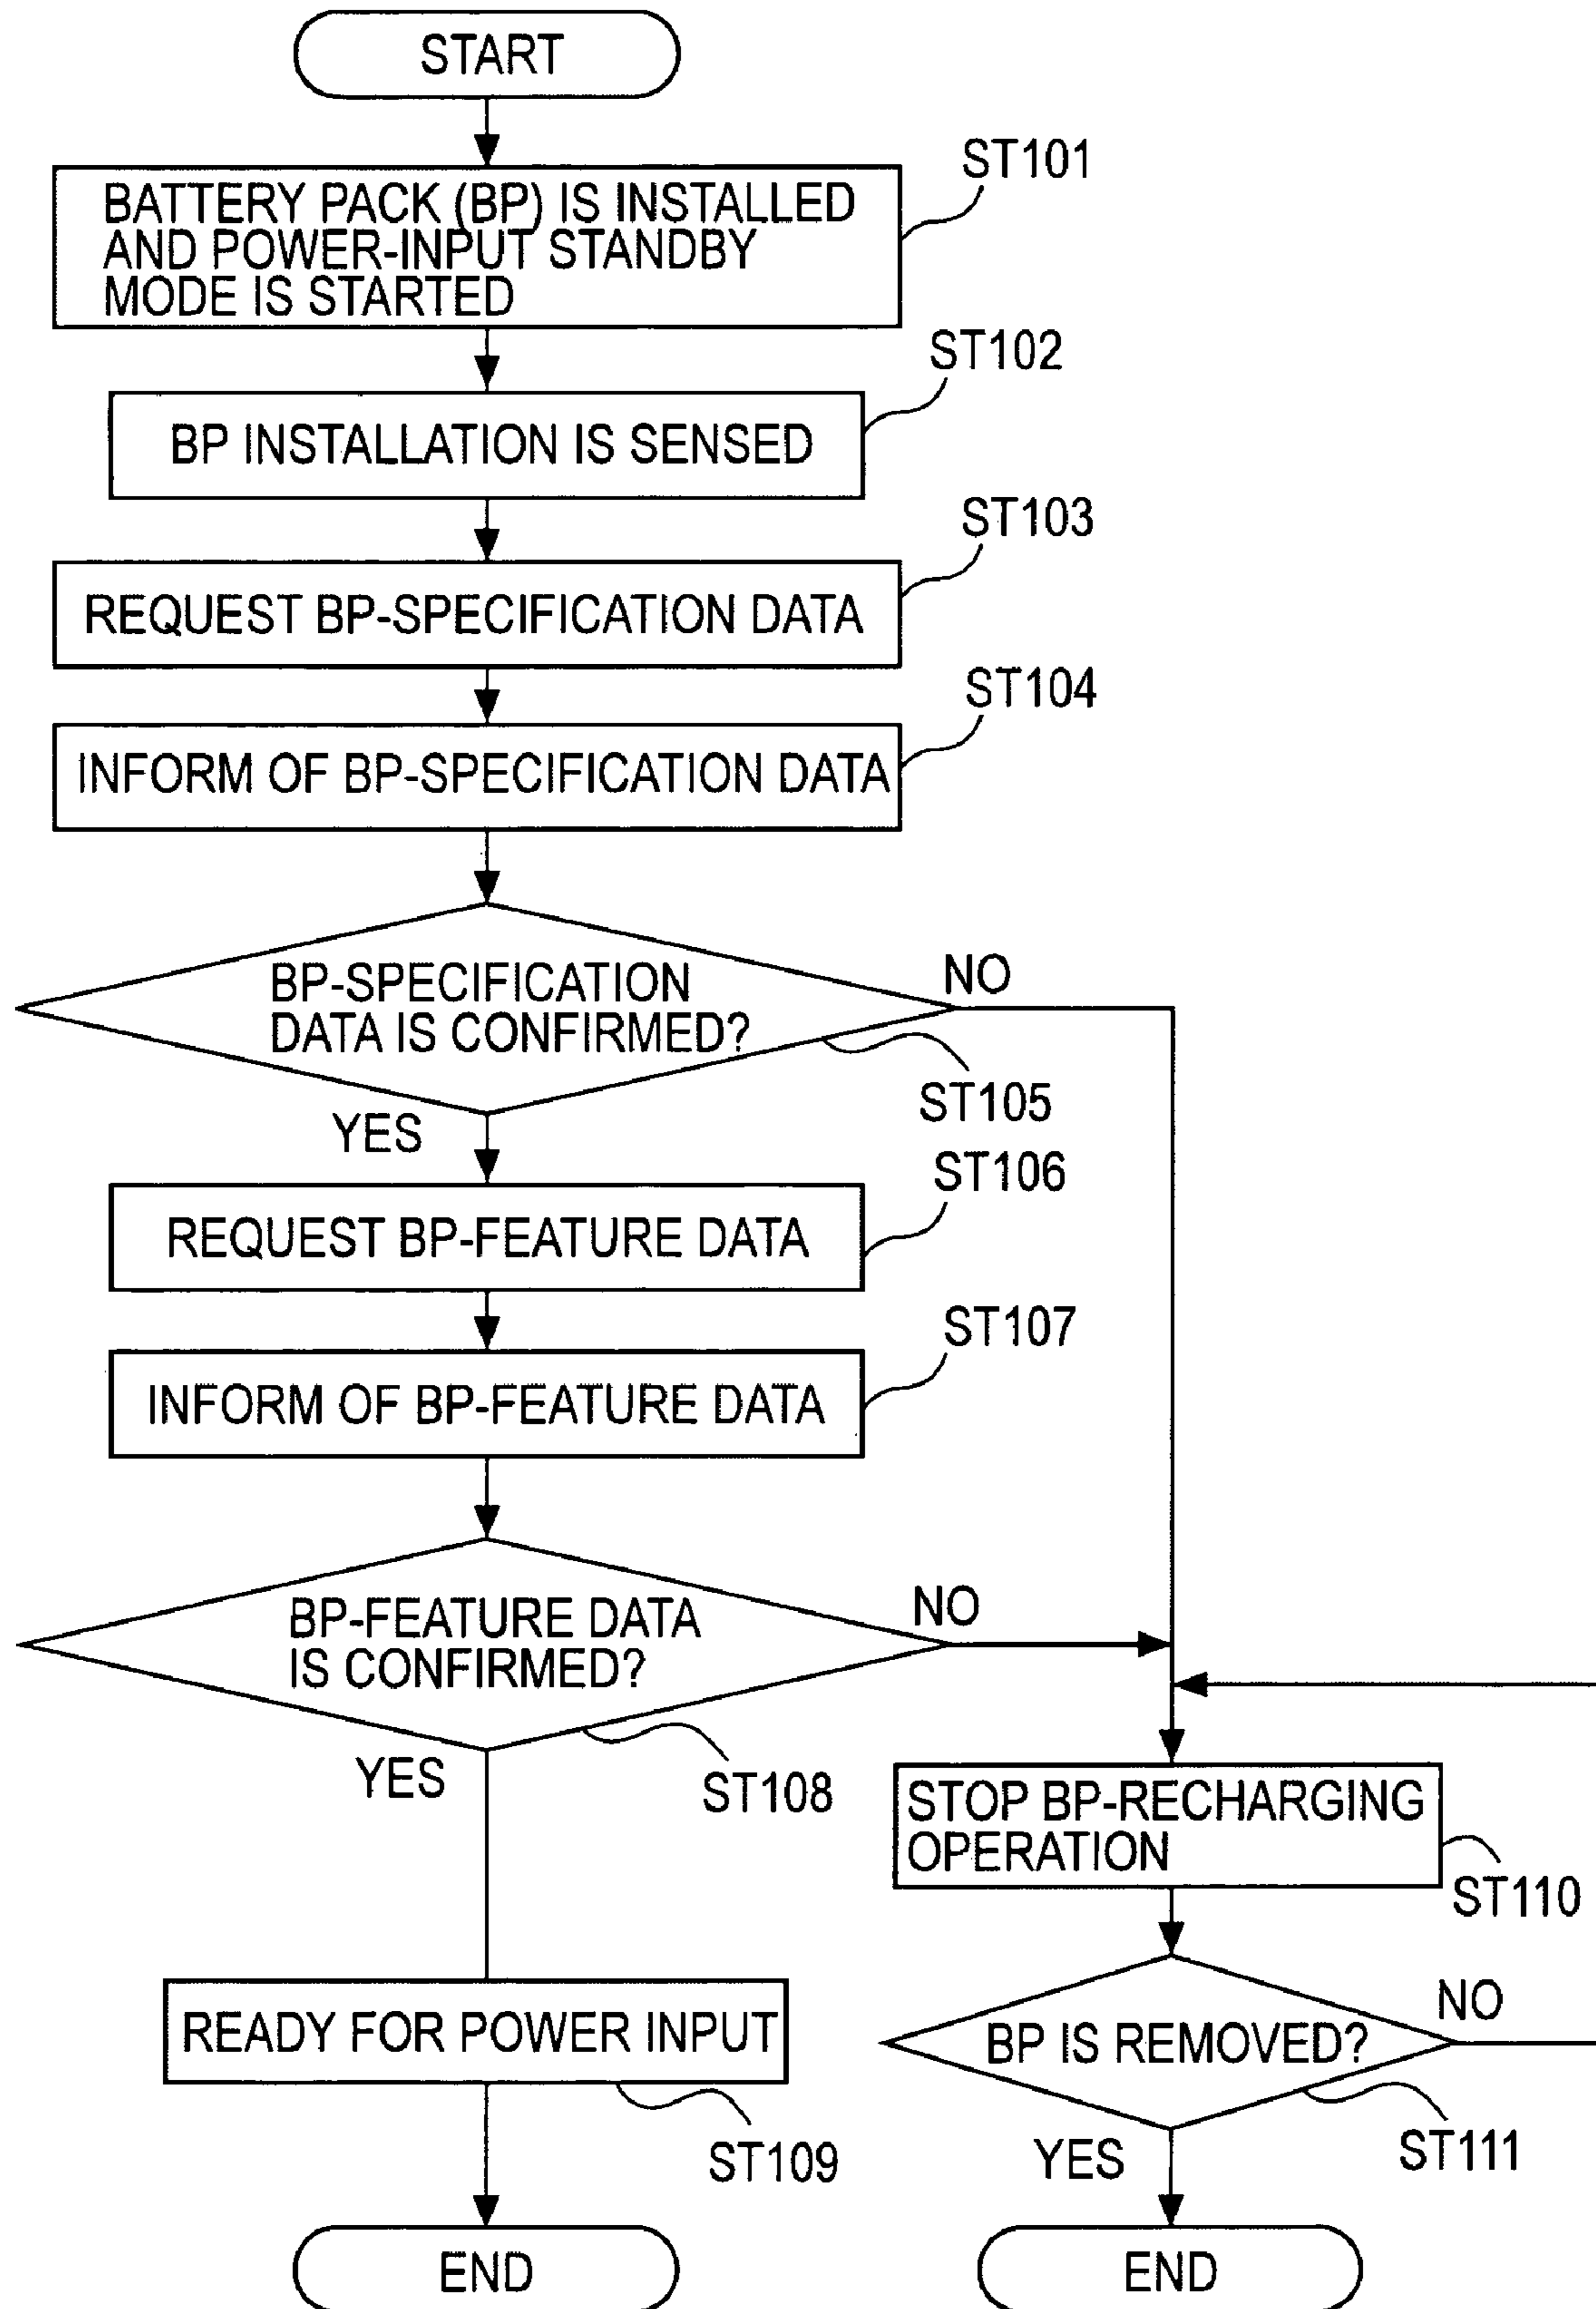 START
ST101
BATTERY PACK (BP) IS INSTALLED
AND POWER-INPUT STANDBY
MODE IS STARTED
ST102
BP INSTALLATION IS SENSED
ST103
REQUEST BP-SPECIFICATION DATA
ST104
INFORM OF BP-SPECIFICATION DATA
BP-SPECIFICATION
DATA IS CONFIRMED?
NO
ST105
YES
ST106
REQUEST BP-FEATURE DATA
ST107
INFORM OF BP-FEATURE DATA
BP-FEATURE DATA
IS CONFIRMED?
NO
YES
ST108
STOP BP-RECHARGING
OPERATION
ST110
READY FOR POWER INPUT
ST109
BP IS REMOVED?
NO
ST111
YES
END
END